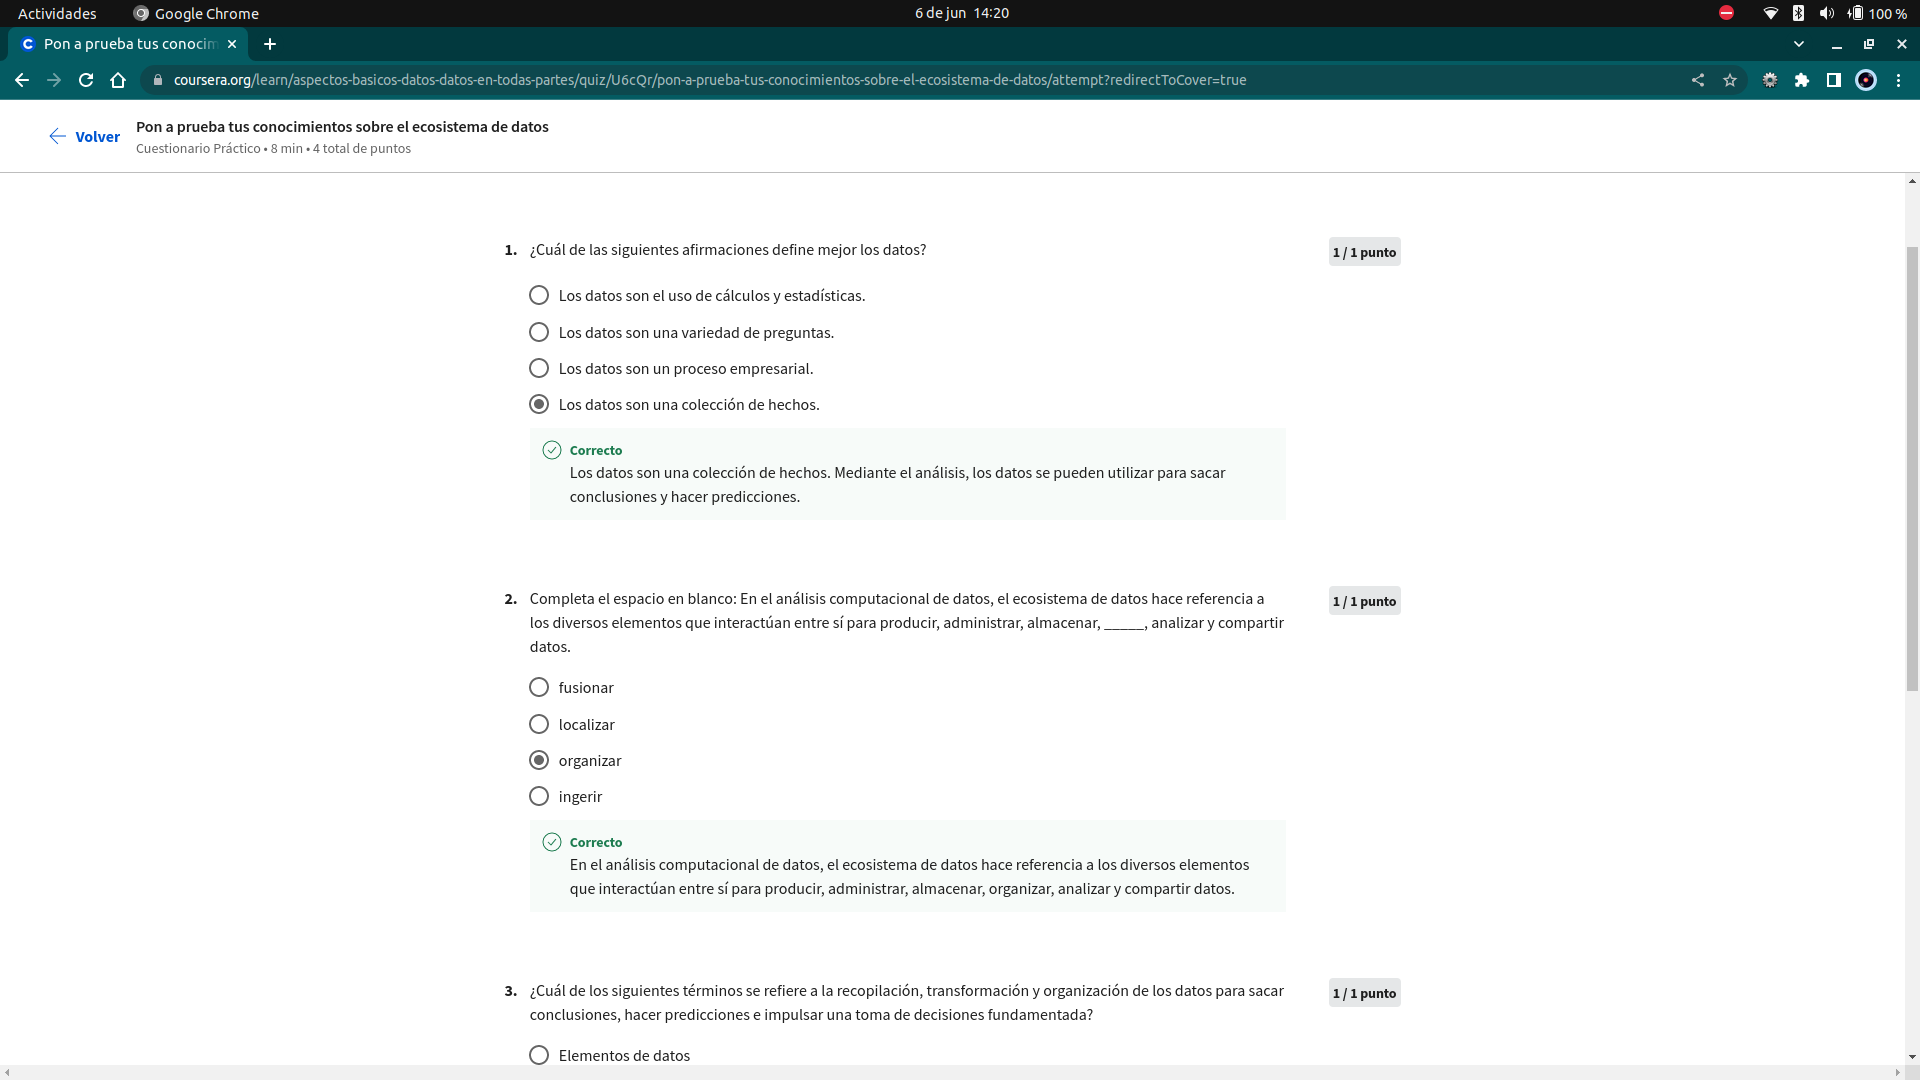 Actividades
Google Chrome
6 de jun 14:20
100 %
Pon a prueba tus conocim
coursera.org/learn/aspectos-basicos-datos-datos-en-todas-partes/quiz/U6cQr/pon-a-prueba-tus-conocimientos-sobre-el-ecosistema-de-datos/attempt?redirectToCover=true
Volver
Pon a prueba tus conocimientos sobre el ecosistema de datos
Cuestionario Práctico • 8 min • 4 total de puntos
1. ¿Cuál de las siguientes afirmaciones define mejor los datos?
1 / 1 punto
Los datos son el uso de cálculos y estadísticas.
Los datos son una variedad de preguntas.
Los datos son un proceso empresarial.
Los datos son una colección de hechos.
Correcto
Los datos son una colección de hechos. Mediante el análisis, los datos se pueden utilizar para sacar
conclusiones y hacer predicciones.
2. Completa el espacio en blanco: En el análisis computacional de datos, el ecosistema de datos hace referencia a
1 / 1 punto
los diversos elementos que interactúan entre sí para producir, administrar, almacenar, _____, analizar y compartir
datos.
fusionar
localizar
organizar
ingerir
Correcto
En el análisis computacional de datos, el ecosistema de datos hace referencia a los diversos elementos
que interactúan entre sí para producir, administrar, almacenar, organizar, analizar y compartir datos.
3. ¿Cuál de los siguientes términos se refiere a la recopilación, transformación y organización de los datos para sacar
1 / 1 punto
conclusiones, hacer predicciones e impulsar una toma de decisiones fundamentada?
Elementos de datos